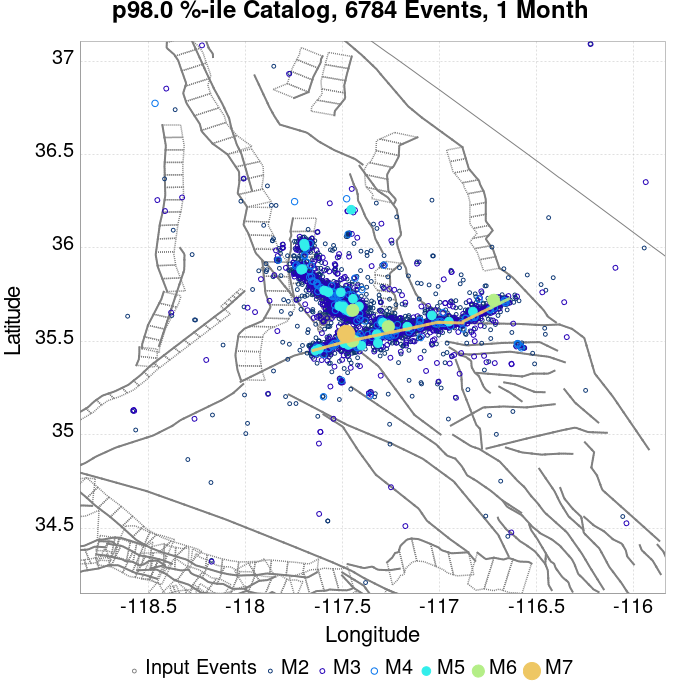 p98.0 %-ile Catalog, 6784 Events, 1 Month
37
36.5
36
35.5
35
34.5
Latitude
-118.5 -118 -117.5 -117 -116.5 -116
Longitude
Input Events M2 M3 M4 M5 M6 M7